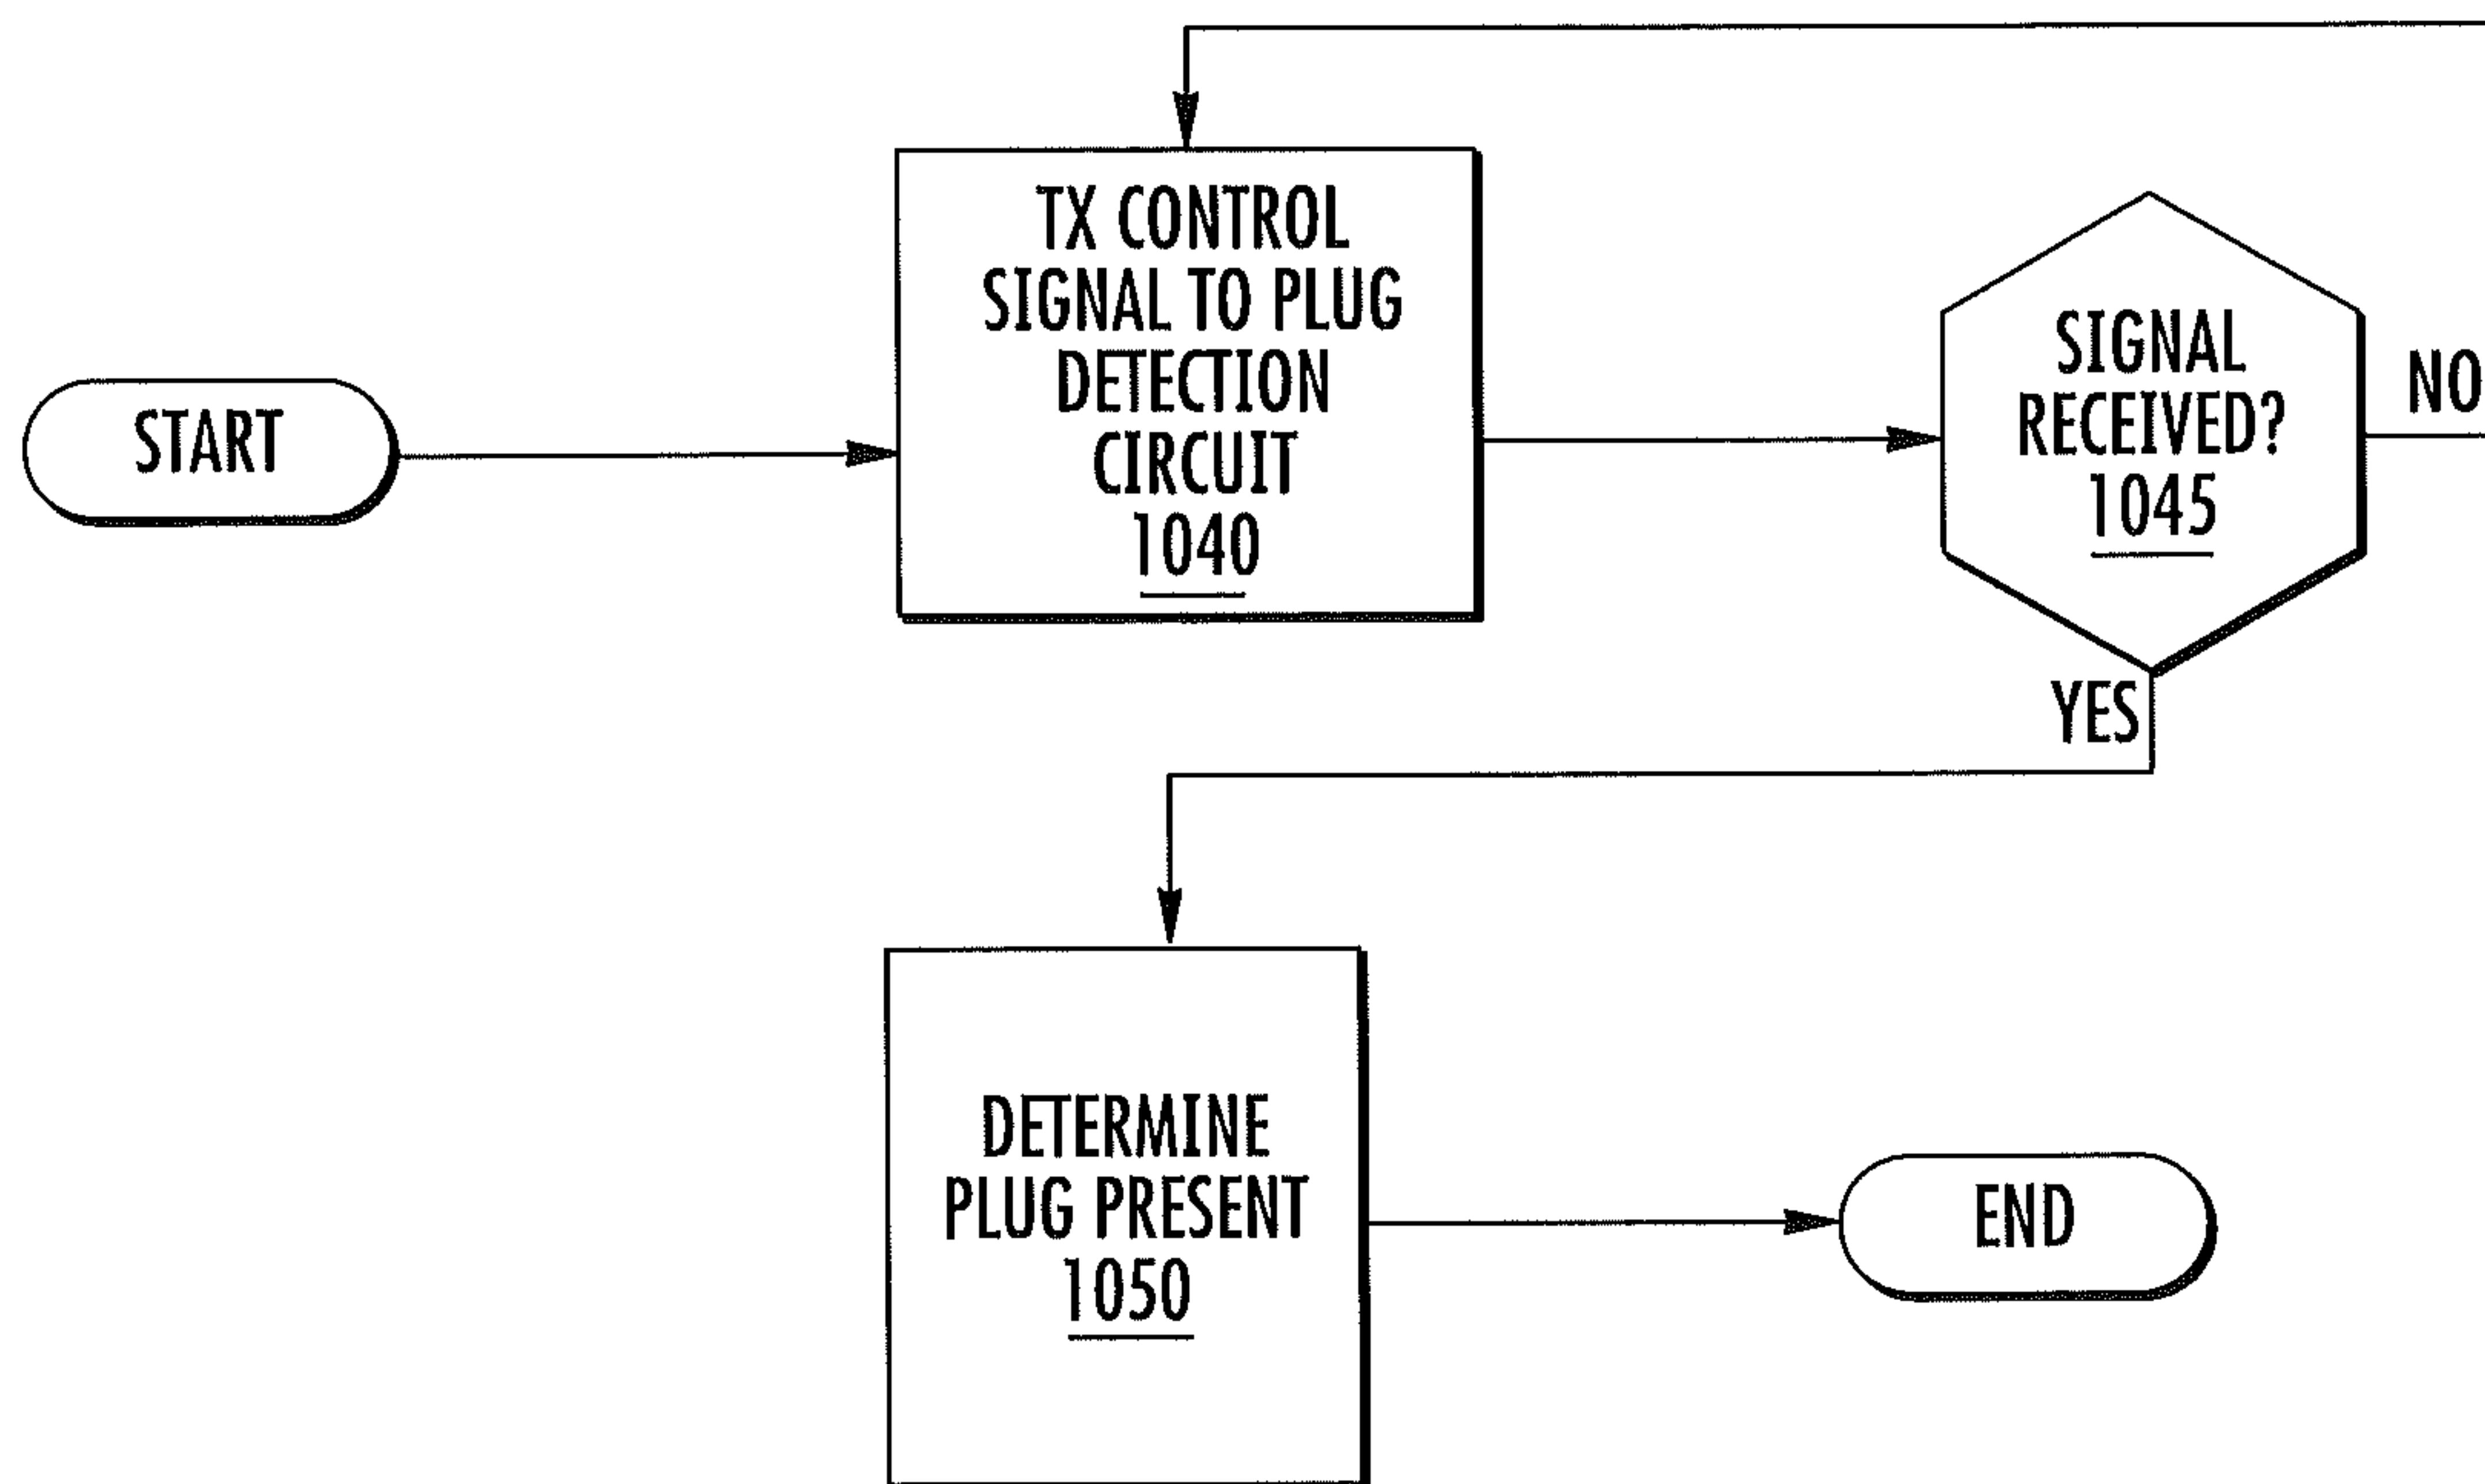 START
TX CONTROL
SIGNAL TO PLUG
DETECTION
CIRCUIT
1040
SIGNAL
RECEIVED?
1045
NO
YES
DETERMINE
PLUG PRESENT
1050
END